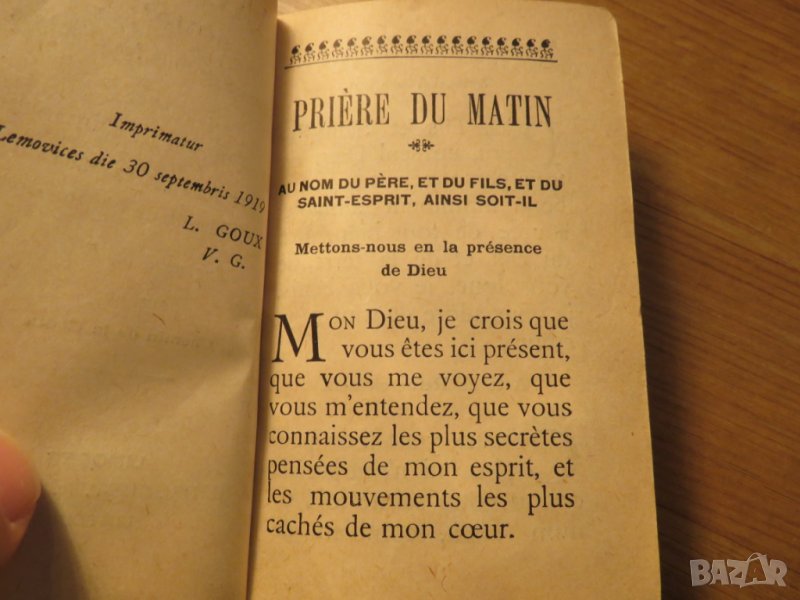 Imprimatur
Lemovices die 30 septembris 1919
L. GOUX
V. G.
PRIÈRE DU MATIN
AU NOM DU PÈRE, ET DU FILS, ET DU
SAINT-ESPRIT, AINSI SOIT-IL
Mettons-nous en la présence
de Dieu
MON Dieu, je crois que
vous êtes ici présent,
que vous me voyez, que
vous m'entendez, que vous
connaissez les plus secrètes
pensées de mon esprit, et
les mouvements les plus
cachés de mon cœur.
BAZAR